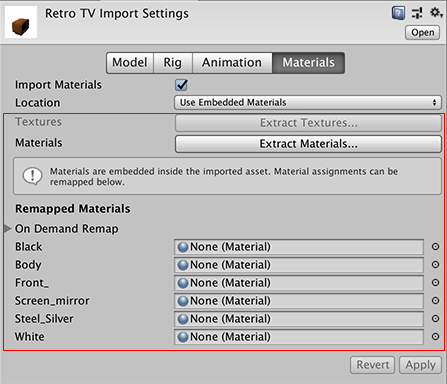 Retro TV Import Settings
Open
Model Rig Animation Materials
Import Materials
Location Use Embedded Materials
Textures Extract Textures...
Materials Extract Materials...
Materials are embedded inside the imported asset. Material assignments can be
remapped below.
Remapped Materials
On Demand Remap
Black None (Material)
Body None (Material)
Front_ None (Material)
Screen_mirror None (Material)
Steel_Silver None (Material)
White None (Material)
Revert Apply